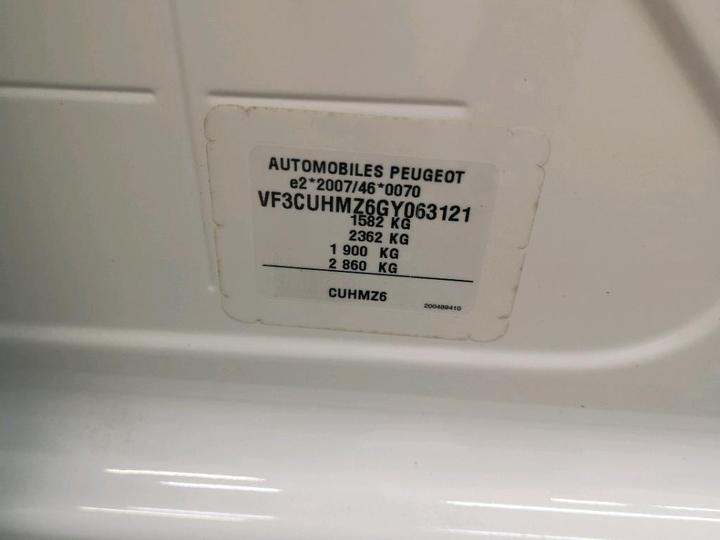 AUTOMOBILES PEUGEOT
e2*2007/46*0070
VF3CUHMZ6GY063121
1582 KG
2362 KG
1 900 KG
2 860 KG
CUHMZ6
200489410